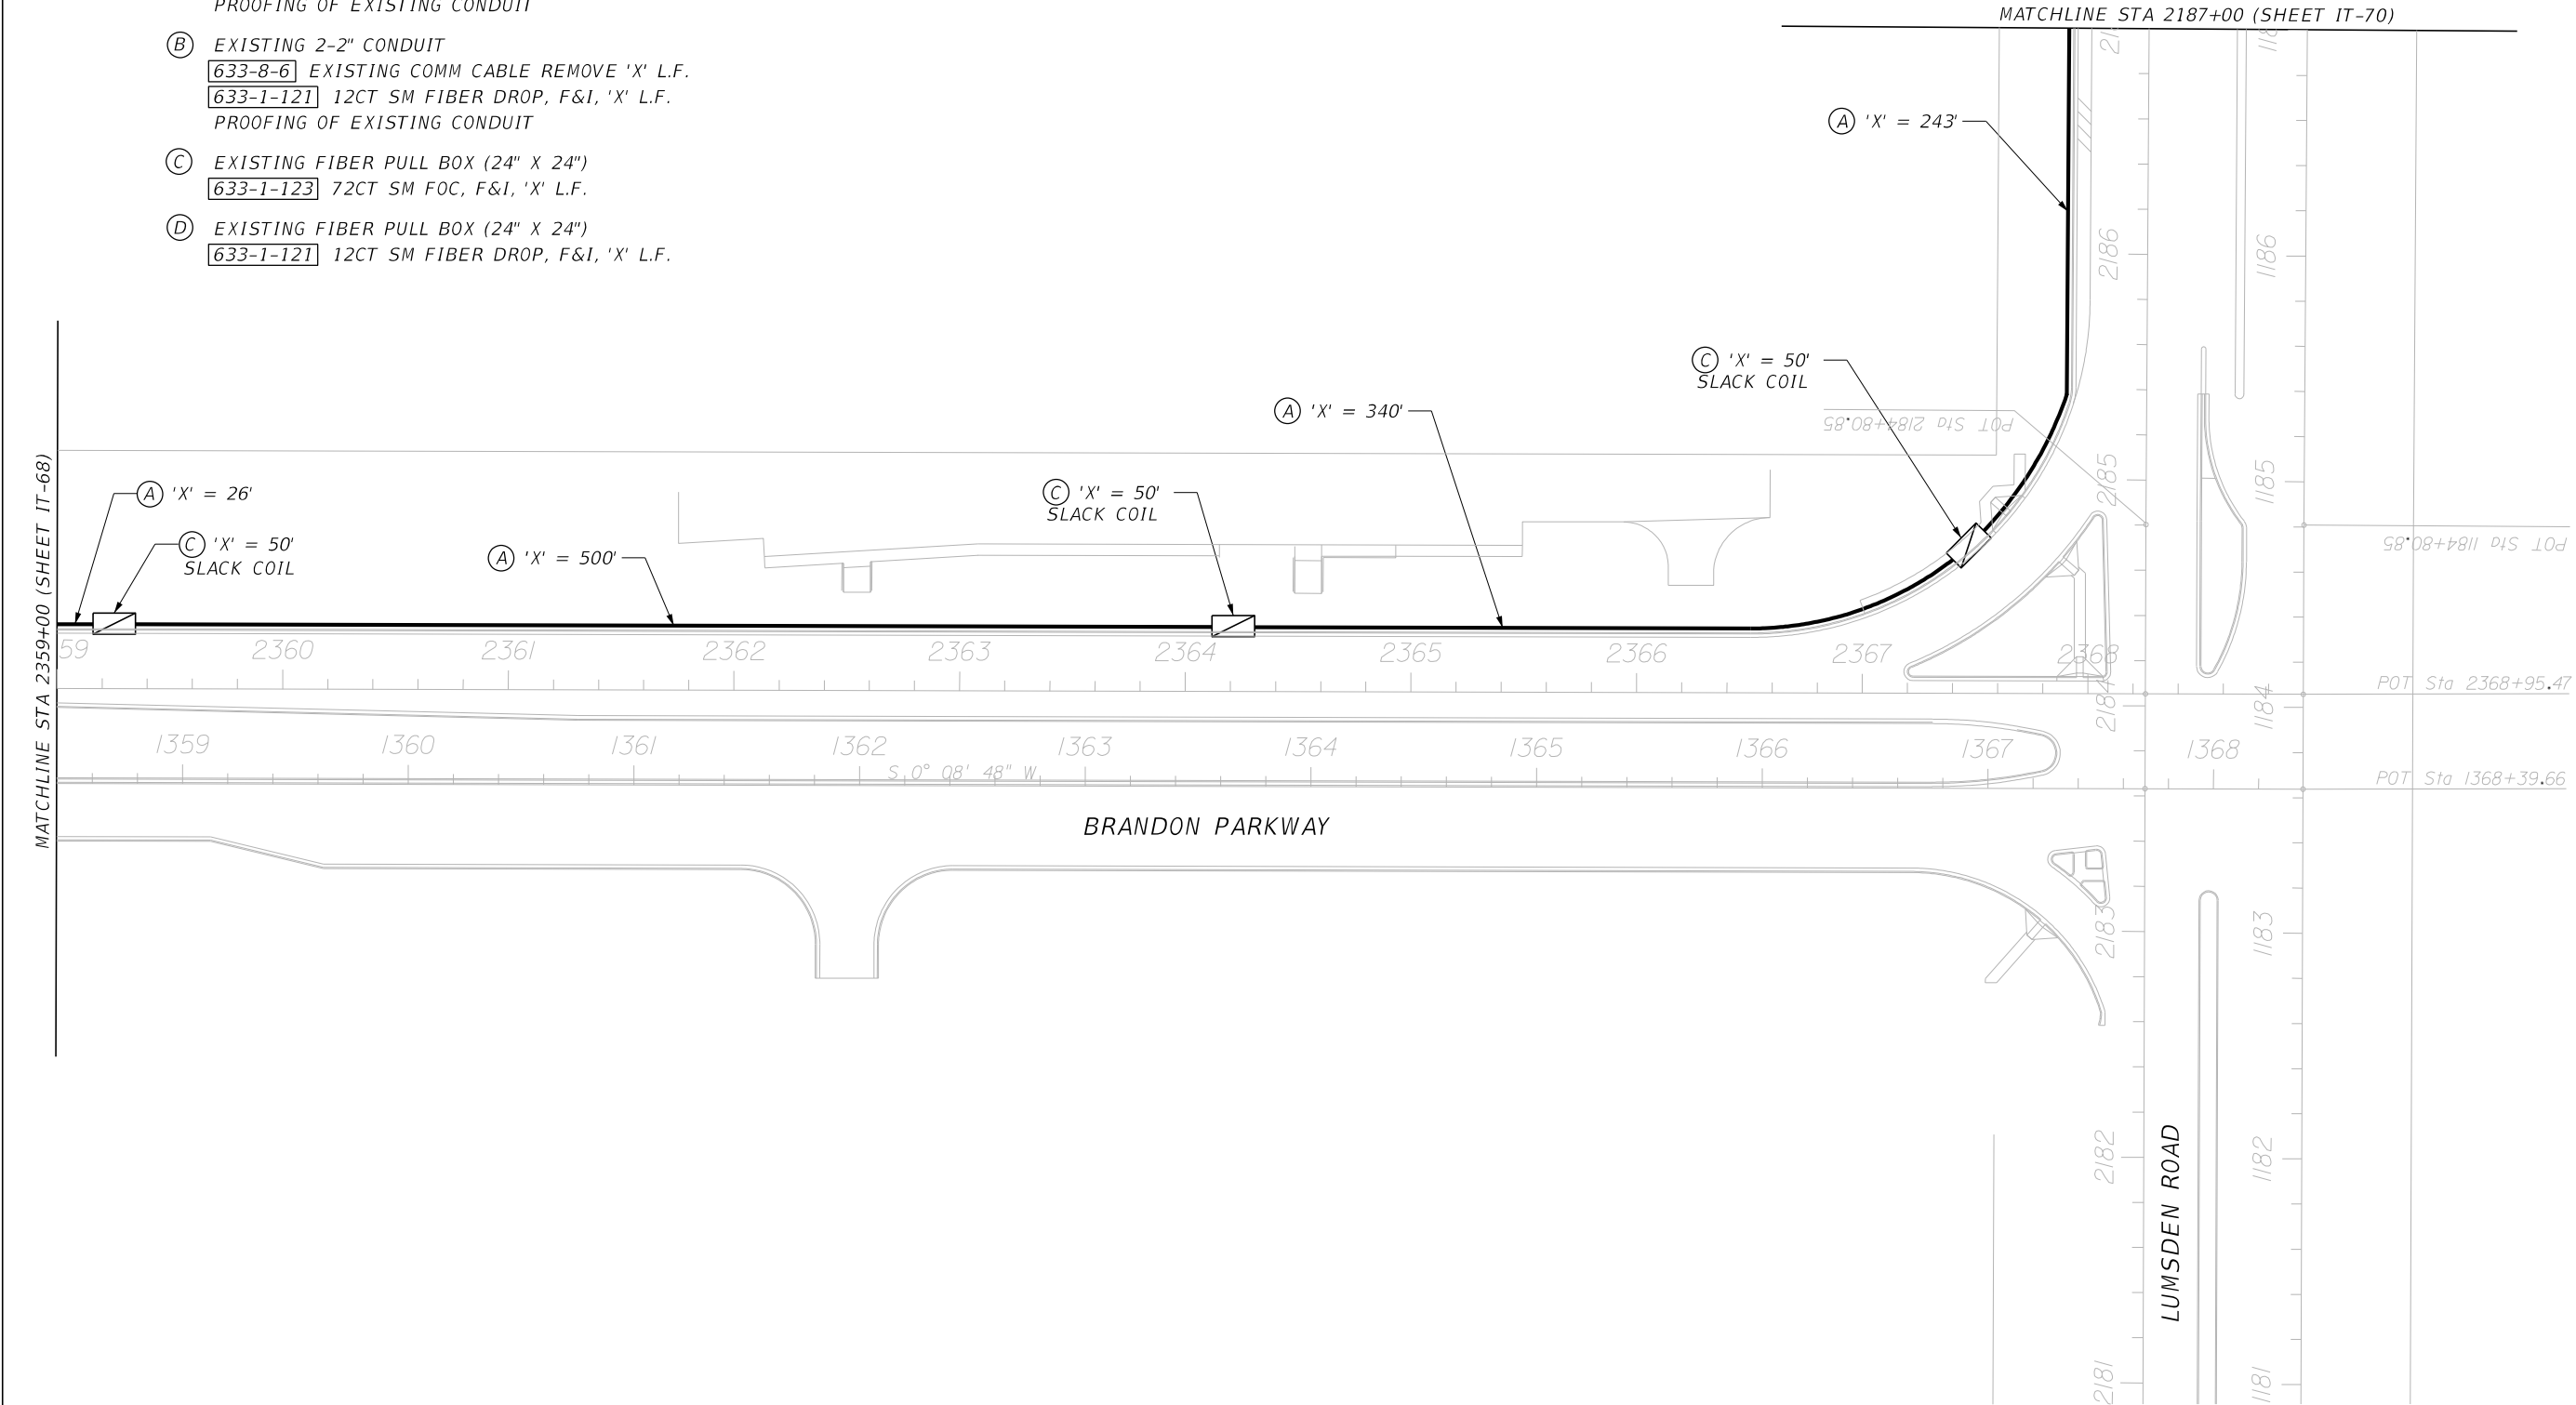 PROOFING OF EXISTING CONDUIT
B EXISTING 2-2" CONDUIT
633-8-6 EXISTING COMM CABLE REMOVE 'X' L.F.
633-1-121 12CT SM FIBER DROP, F&I, 'X' L.F.
PROOFING OF EXISTING CONDUIT
C EXISTING FIBER PULL BOX (24" X 24")
633-1-123 72CT SM FOC, F&I, 'X' L.F.
D EXISTING FIBER PULL BOX (24" X 24")
633-1-121 12CT SM FIBER DROP, F&I, 'X' L.F.
MATCHLINE STA 2187+00 (SHEET IT-70)
A 'X' = 243'
C 'X' = 50'
SLACK COIL
A 'X' = 340'
POT Sta 2184+80.85
A 'X' = 26'
C 'X' = 50'
SLACK COIL
C 'X' = 50'
SLACK COIL
A 'X' = 500'
POT Sta 1184+80.85
MATCHLINE STA 2359+00 (SHEET IT-68)
59 2360 2361 2362 2363 2364 2365 2366 2367 2368
POT Sta 2368+95.47
1359 1360 1361 1362 1363 1364 1365 1366 1367 1368
S 0° 08' 48" W
POT Sta 1368+39.66
BRANDON PARKWAY
2186
2185
2184
2183
2182
2181
LUMSDEN ROAD
1186
1185
1184
1183
1182
1181